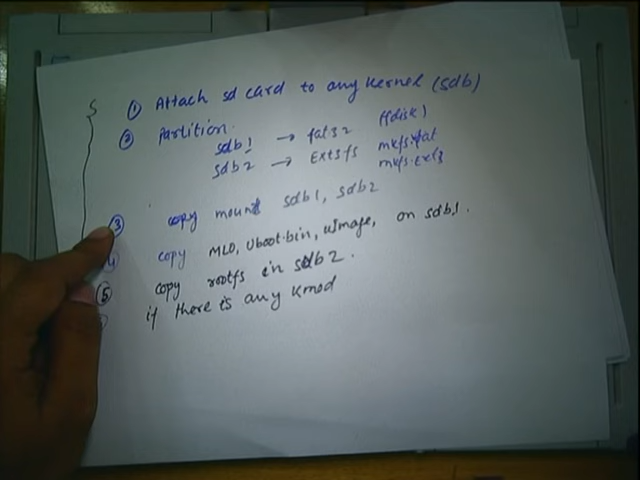 ① Attach sd card to any kernel (sdb)
② Partition. (fdisk)
sdb1 → fat32 mkfs.vfat
sdb2 → Ext3fs mkfs.ext3
③ copy mount sdb1, sdb2
4 copy MLO, Uboot.bin, uImage, on sdb1.
⑤ copy rootfs in sdb2.
if there is any kmod